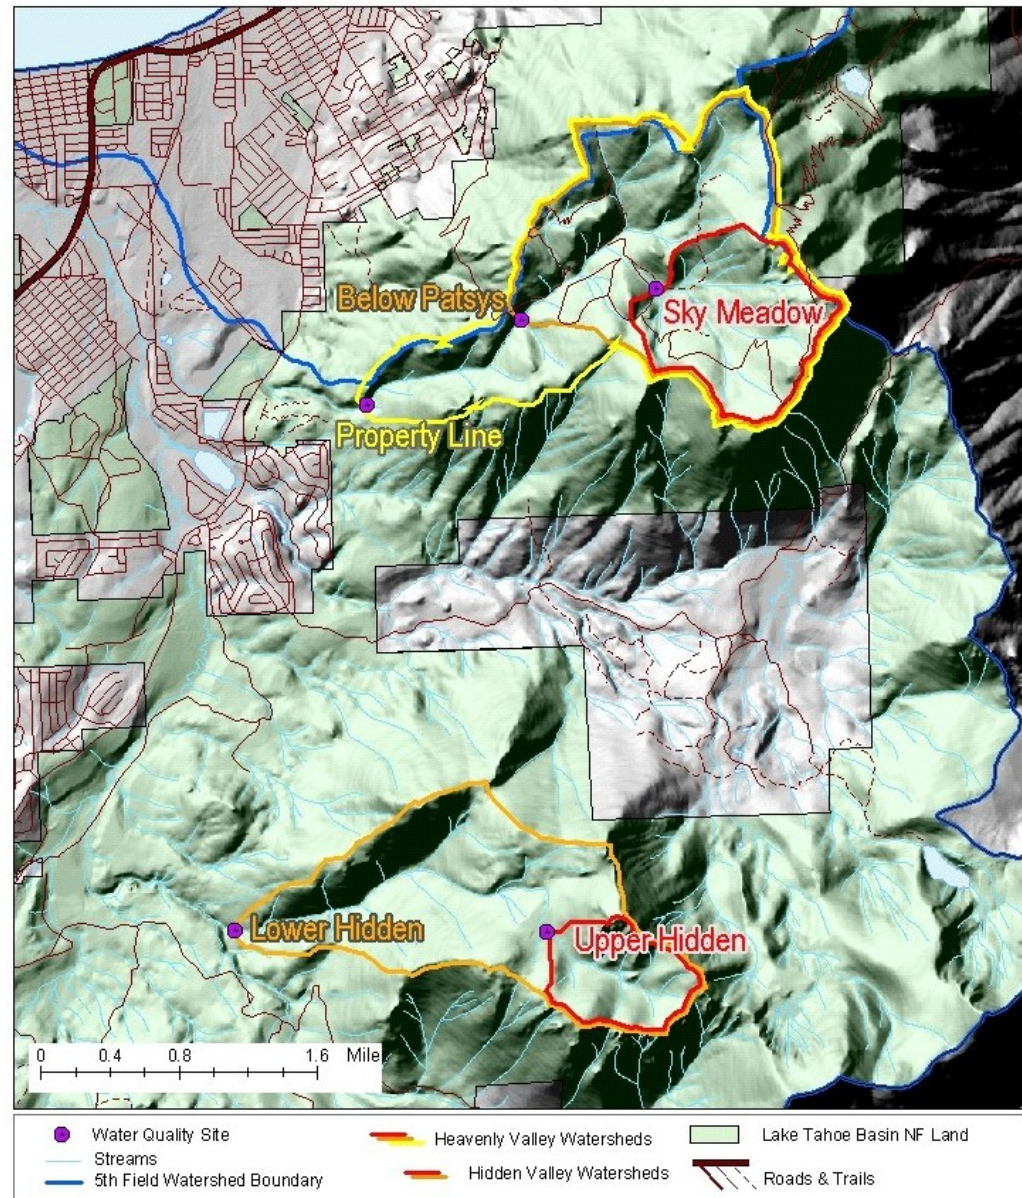 Below Patsys
Sky Meadow
Property Line
Lower Hidden
Upper Hidden
0 0.4 0.8 1.6 Mile
Water Quality Site
Streams
5th Field Watershed Boundary
Heavenly Valley Watersheds
Hidden Valley Watersheds
Lake Tahoe Basin NF Land
Roads & Trails